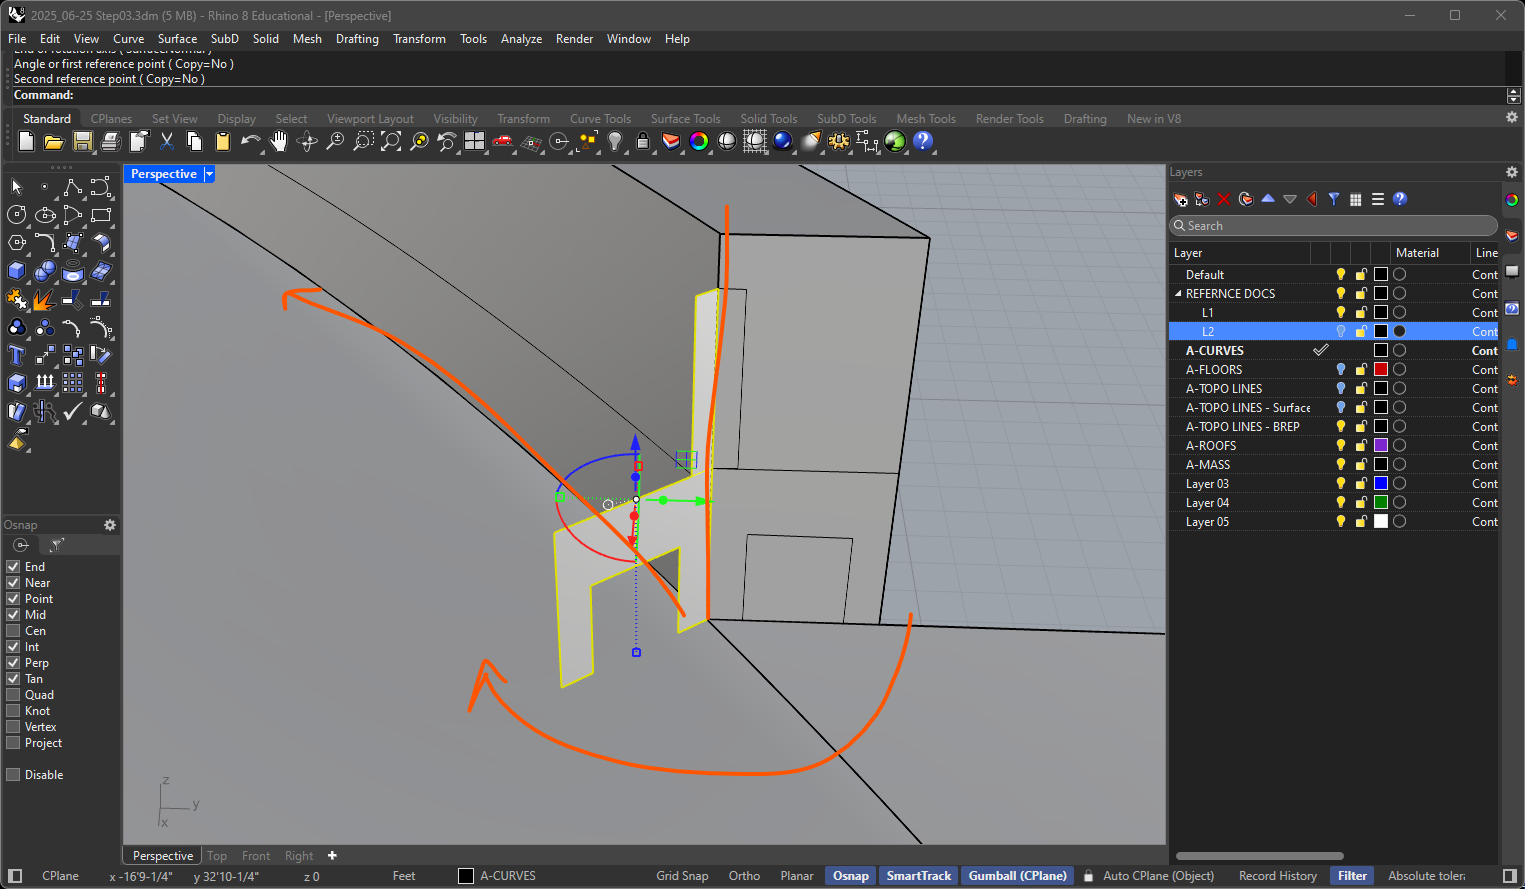 2025_06-25 Step03.3dm (5 MB) - Rhino 8 Educational - [Perspective]
File Edit View Curve Surface SubD Solid Mesh Drafting Transform Tools Analyze Render Window Help
End of rotation axis ( SurfaceNormal )
Angle or first reference point ( Copy=No )
Second reference point ( Copy=No )
Command:
Standard CPlanes Set View Display Select Viewport Layout Visibility Transform Curve Tools Surface Tools Solid Tools SubD Tools Mesh Tools Render Tools Drafting New in V8
Perspective
Layers
Search
Layer Material Line
Default Cont
REFERNCE DOCS Cont
L1 Cont
L2 Cont
A-CURVES Cont
A-FLOORS Cont
A-TOPO LINES Cont
A-TOPO LINES - Surface Cont
A-TOPO LINES - BREP Cont
A-ROOFS Cont
A-MASS Cont
Layer 03 Cont
Layer 04 Cont
Layer 05 Cont
Osnap
End
Near
Point
Mid
Cen
Int
Perp
Tan
Quad
Knot
Vertex
Project
Disable
z
y
x
Perspective Top Front Right
CPlane x -16'9-1/4" y 32'10-1/4" z 0 Feet A-CURVES Grid Snap Ortho Planar Osnap SmartTrack Gumball (CPlane) Auto CPlane (Object) Record History Filter Absolute tolera